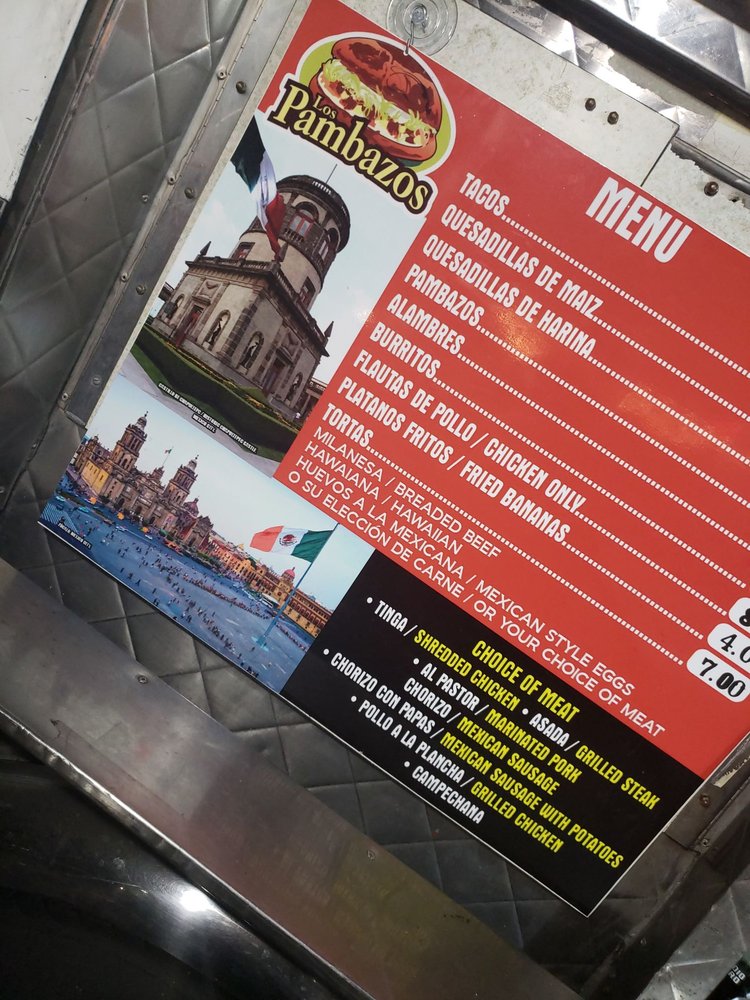 Los
Pambazos
MENU
TACOS
QUESADILLAS DE MAIZ
QUESADILLAS DE HARINA
PAMBAZOS
ALAMBRES
BURRITOS
FLAUTAS DE POLLO / CHICKEN ONLY
PLATANOS FRITOS / FRIED BANANAS
TORTAS
7.00
MILANESA / BREADED BEEF
HAWAIANA / HAWAIIAN
HUEVOS A LA MEXICANA / MEXICAN STYLE EGGS
O SU ELECCIÓN DE CARNE / OR YOUR CHOICE OF MEAT
CHOICE OF MEAT
• TINGA / SHREDDED CHICKEN • ASADA / GRILLED STEAK
• AL PASTOR / MARINATED PORK
CHORIZO / MEXICAN SAUSAGE
• CHORIZO CON PAPAS / MEXICAN SAUSAGE WITH POTATOES
• POLLO A LA PLANCHA / GRILLED CHICKEN
• CAMPECHANA